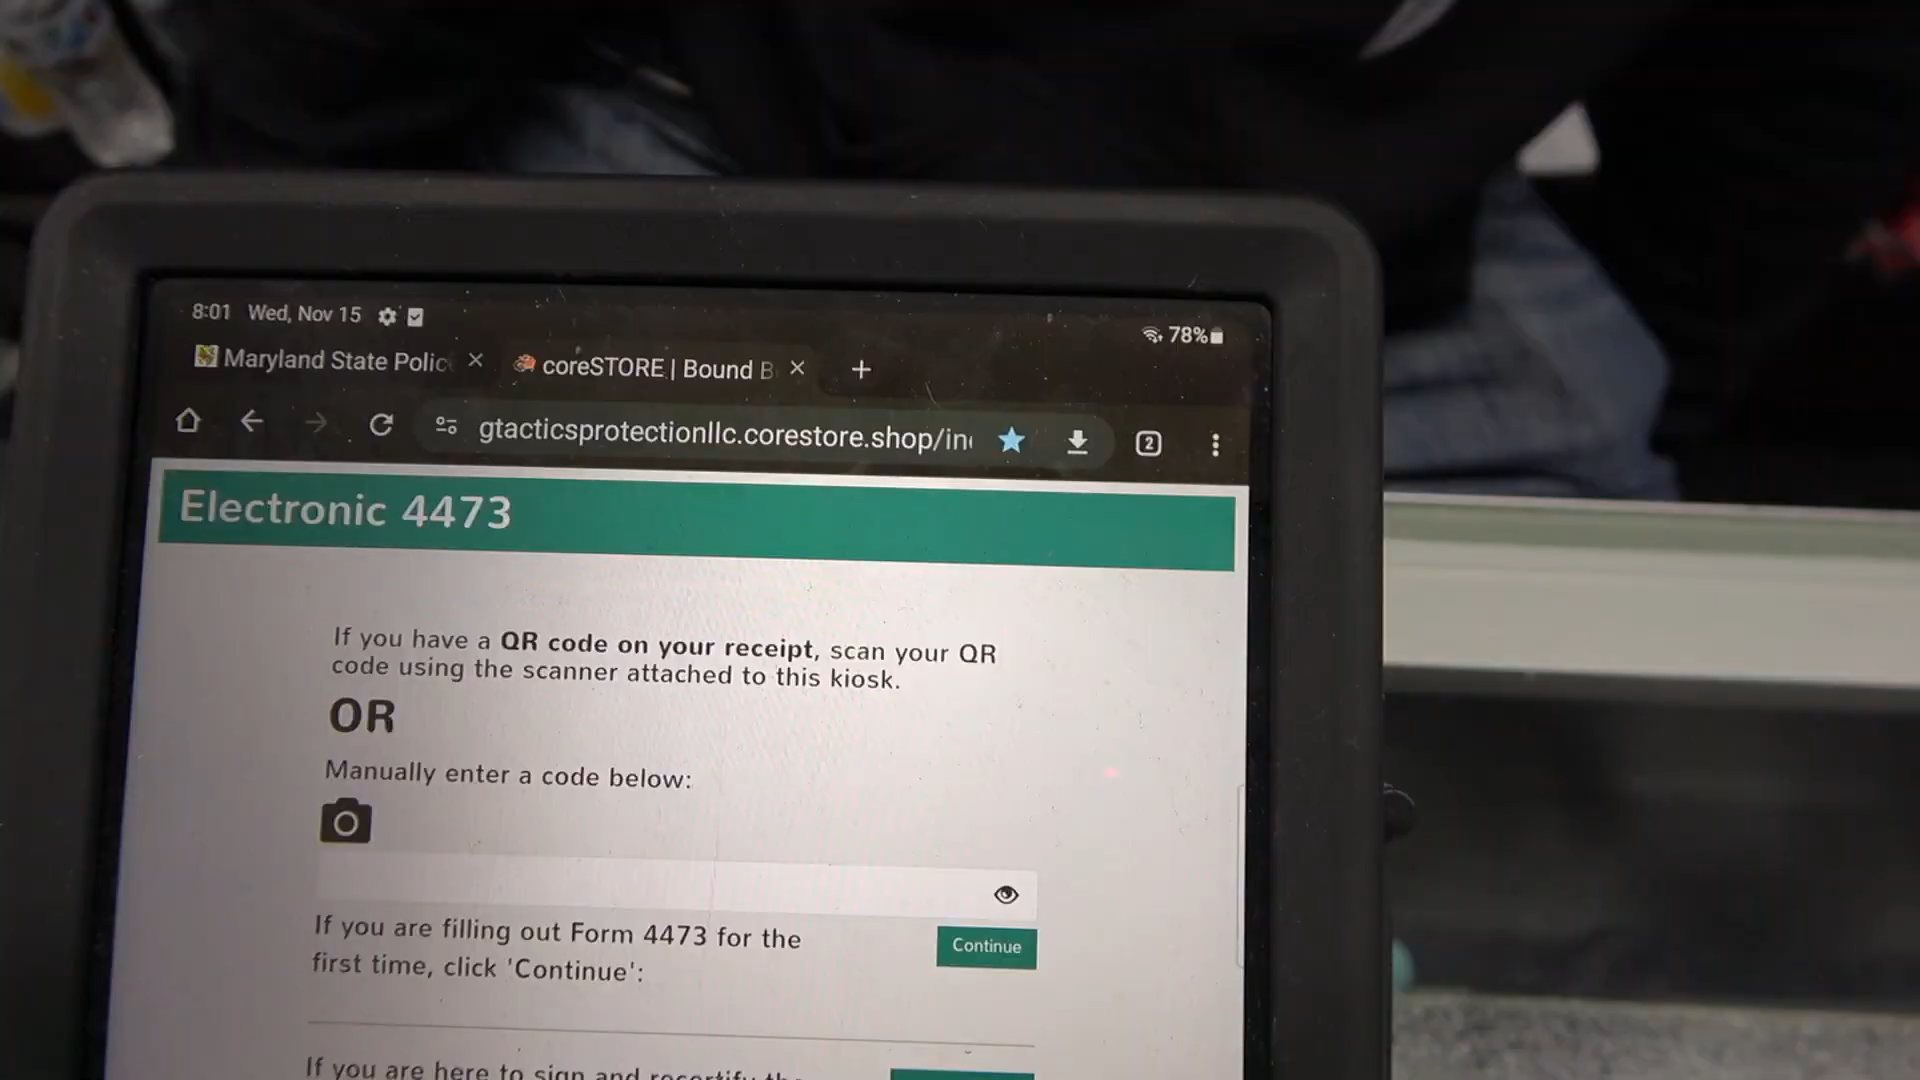 8:01 Wed, Nov 15
78%
Maryland State Polic
coreSTORE | Bound B
gtacticsprotectionllc.corestore.shop/in
2
Electronic 4473
If you have a QR code on your receipt, scan your QR
code using the scanner attached to this kiosk.
OR
Manually enter a code below:
If you are filling out Form 4473 for the
first time, click 'Continue':
Continue
If you are here to sign and recertify the